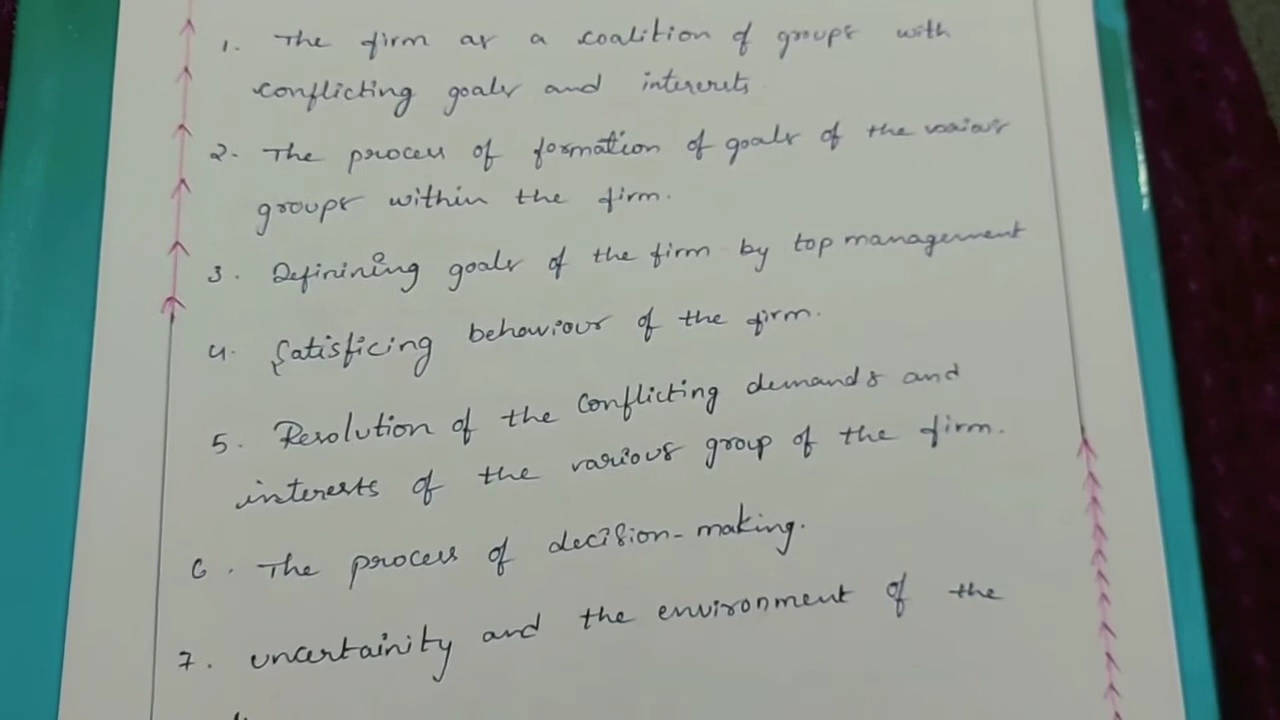 1. The firm as a coalition of groups with
conflicting goals and intererets
2. The process of formation of goals of the various
groups within the firm.
3. Definining goals of the firm by top management
4. Satisficing behaviour of the firm.
5. Resolution of the Conflicting demands and
interests of the various group of the firm.
6. The process of decision-making.
7. uncertainity and the environment of the